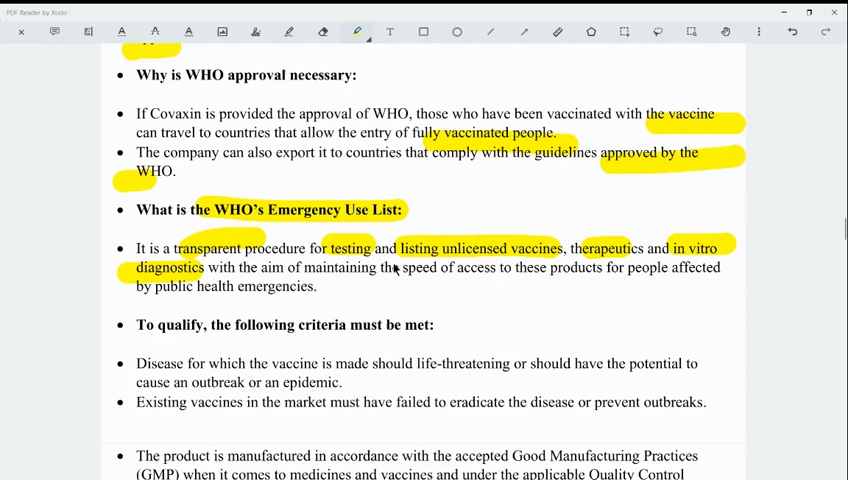 PDF Reader by Xodo
Why is WHO approval necessary:
If Covaxin is provided the approval of WHO, those who have been vaccinated with the vaccine
can travel to countries that allow the entry of fully vaccinated people.
The company can also export it to countries that comply with the guidelines approved by the
WHO.
What is the WHO's Emergency Use List:
It is a transparent procedure for testing and listing unlicensed vaccines, therapeutics and in vitro
diagnostics with the aim of maintaining the speed of access to these products for people affected
by public health emergencies.
To qualify, the following criteria must be met:
Disease for which the vaccine is made should life-threatening or should have the potential to
cause an outbreak or an epidemic.
Existing vaccines in the market must have failed to eradicate the disease or prevent outbreaks.
The product is manufactured in accordance with the accepted Good Manufacturing Practices
(GMP) when it comes to medicines and vaccines and under the applicable Quality Control